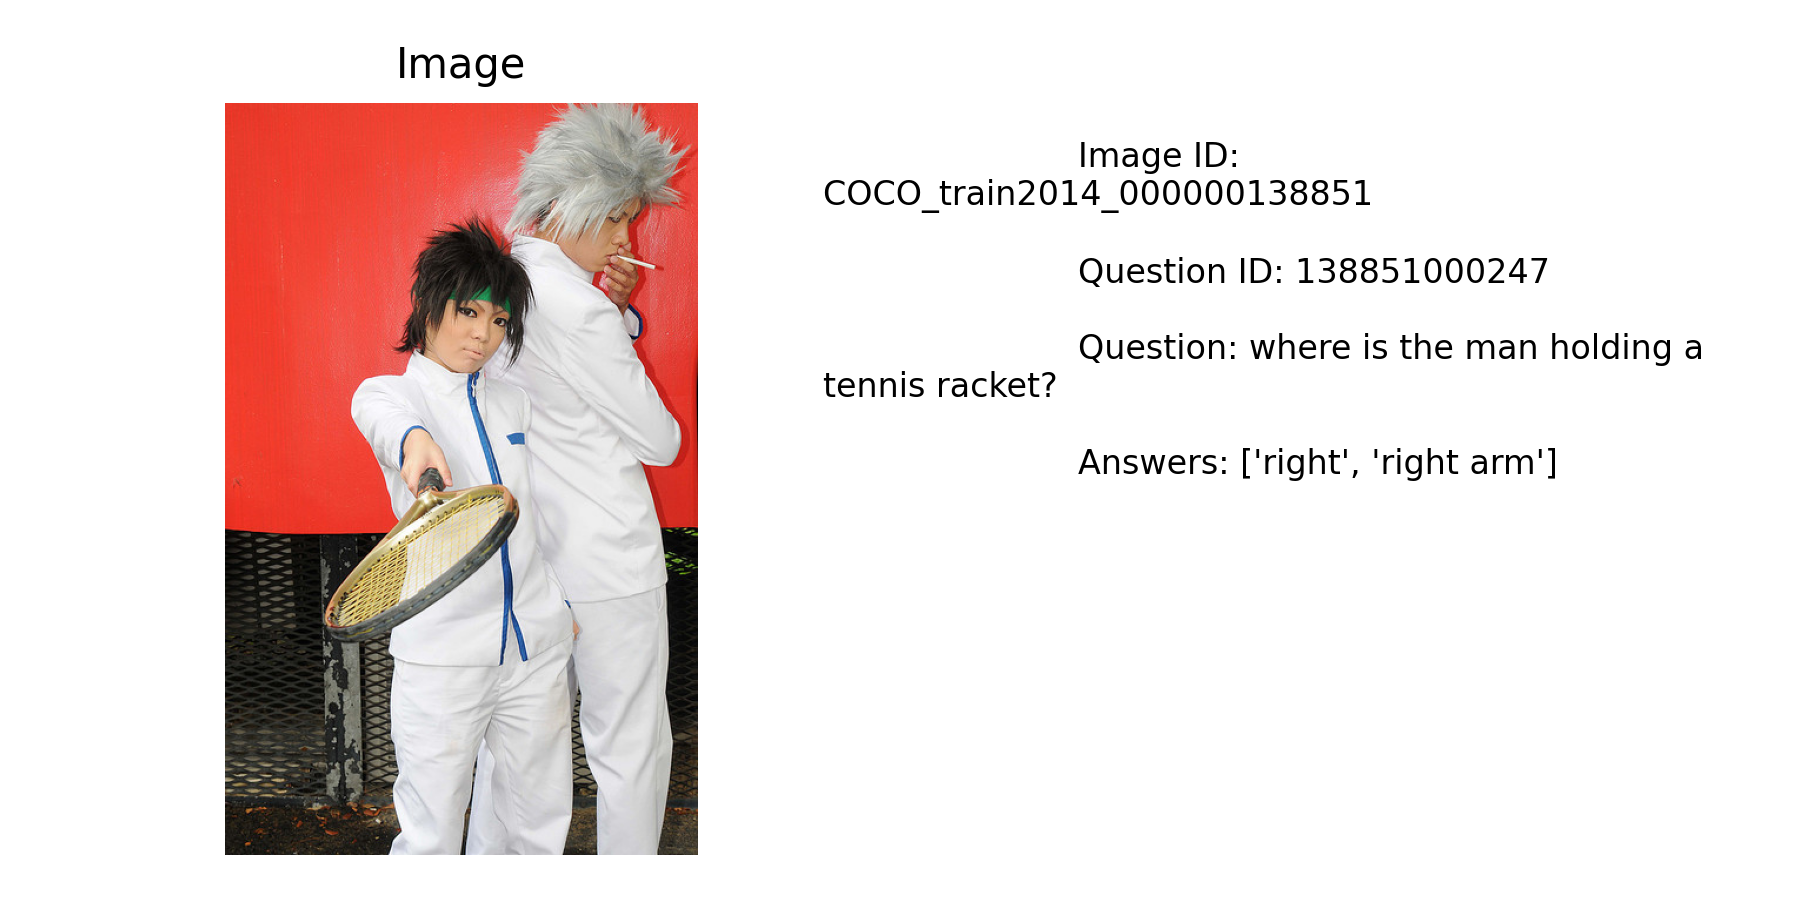 Image
Image ID:
COCO_train2014_000000138851
Question ID: 138851000247
Question: where is the man holding a
tennis racket?
Answers: ['right', 'right arm']